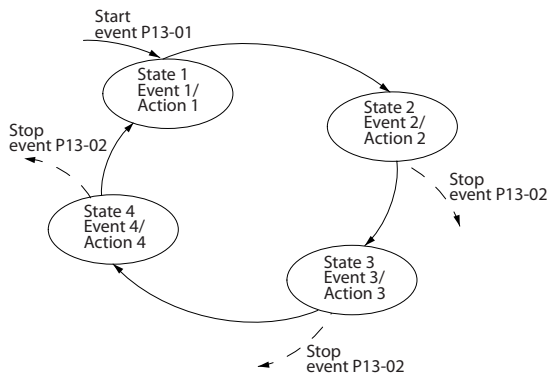 Start
event P13-01
State 1
Event 1/
Action 1
State 2
Event 2/
Action 2
Stop
event P13-02
State 3
Event 3/
Action 3
Stop
event P13-02
State 4
Event 4/
Action 4
Stop
event P13-02